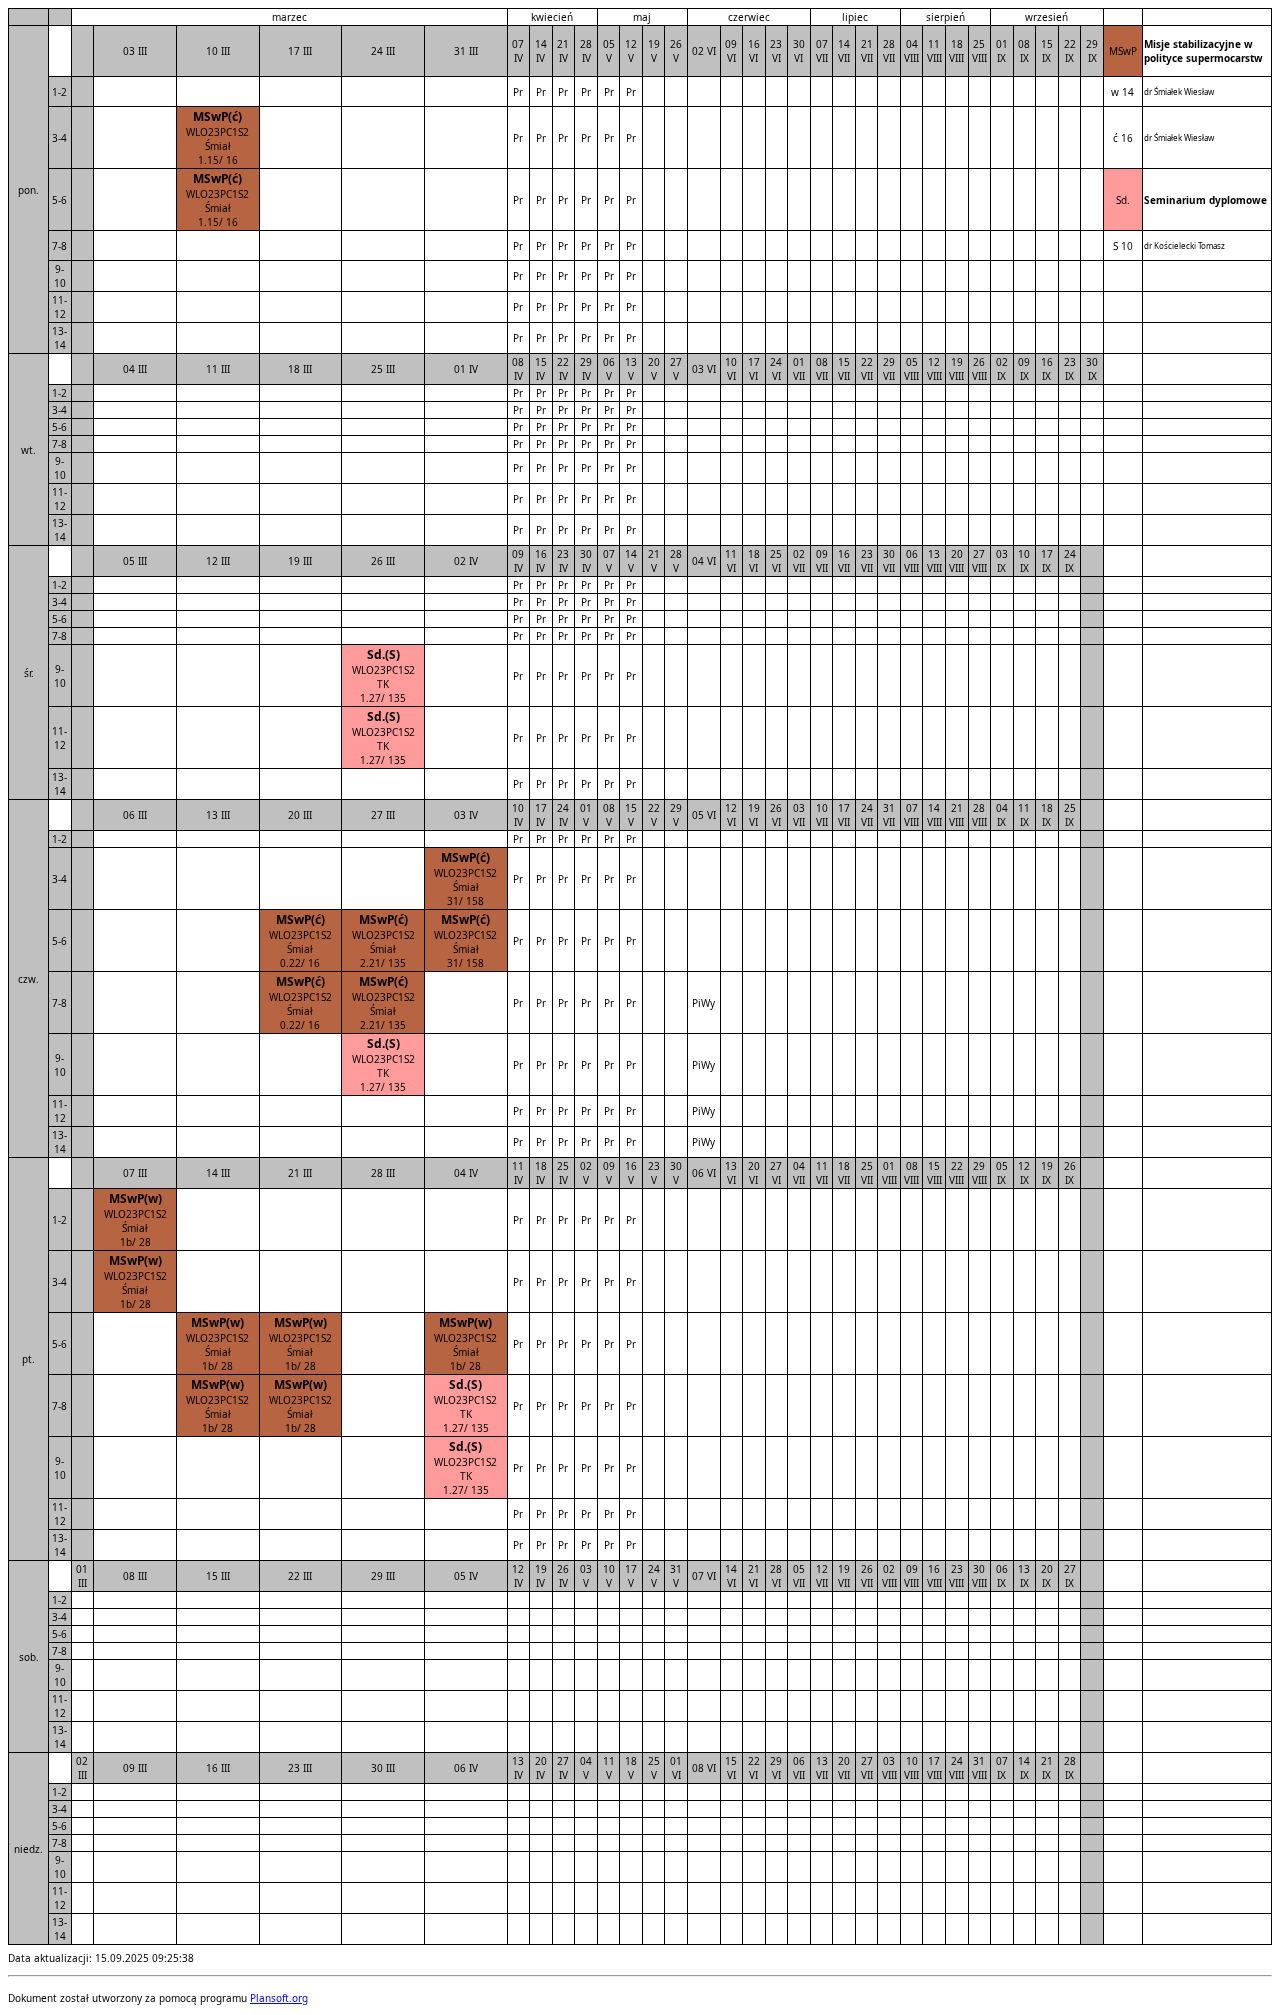 marzec kwiecień maj czerwiec lipiec sierpień wrzesień
pon. 03 III 10 III 17 III 24 III 31 III 07 IV 14 IV 21 IV 28 IV 05 V 12 V 19 V 26 V 02 VI 09 VI 16 VI 23 VI 30 VI 07 VII 14 VII 21 VII 28 VII 04 VIII 11 VIII 18 VIII 25 VIII 01 IX 08 IX 15 IX 22 IX 29 IX MSwP Misje stabilizacyjne w polityce supermocarstw
1-2 Pr Pr Pr Pr Pr Pr w 14 dr Śmiałek Wiesław
3-4 MSwP(ć) WLO23PC1S2 Śmiał 1.15/ 16 Pr Pr Pr Pr Pr Pr ć 16 dr Śmiałek Wiesław
5-6 MSwP(ć) WLO23PC1S2 Śmiał 1.15/ 16 Pr Pr Pr Pr Pr Pr Sd. Seminarium dyplomowe
7-8 Pr Pr Pr Pr Pr Pr S 10 dr Kościelecki Tomasz
9-10 Pr Pr Pr Pr Pr Pr
11-12 Pr Pr Pr Pr Pr Pr
13-14 Pr Pr Pr Pr Pr Pr
wt. 04 III 11 III 18 III 25 III 01 IV 08 IV 15 IV 22 IV 29 IV 06 V 13 V 20 V 27 V 03 VI 10 VI 17 VI 24 VI 01 VII 08 VII 15 VII 22 VII 29 VII 05 VIII 12 VIII 19 VIII 26 VIII 02 IX 09 IX 16 IX 23 IX 30 IX
1-2 Pr Pr Pr Pr Pr Pr
3-4 Pr Pr Pr Pr Pr Pr
5-6 Pr Pr Pr Pr Pr Pr
7-8 Pr Pr Pr Pr Pr Pr
9-10 Pr Pr Pr Pr Pr Pr
11-12 Pr Pr Pr Pr Pr Pr
13-14 Pr Pr Pr Pr Pr Pr
śr. 05 III 12 III 19 III 26 III 02 IV 09 IV 16 IV 23 IV 30 IV 07 V 14 V 21 V 28 V 04 VI 11 VI 18 VI 25 VI 02 VII 09 VII 16 VII 23 VII 30 VII 06 VIII 13 VIII 20 VIII 27 VIII 03 IX 10 IX 17 IX 24 IX
1-2 Pr Pr Pr Pr Pr Pr
3-4 Pr Pr Pr Pr Pr Pr
5-6 Pr Pr Pr Pr Pr Pr
7-8 Pr Pr Pr Pr Pr Pr
9-10 Sd.(S) WLO23PC1S2 TK 1.27/ 135 Pr Pr Pr Pr Pr Pr
11-12 Sd.(S) WLO23PC1S2 TK 1.27/ 135 Pr Pr Pr Pr Pr Pr
13-14 Pr Pr Pr Pr Pr Pr
czw. 06 III 13 III 20 III 27 III 03 IV 10 IV 17 IV 24 IV 01 V 08 V 15 V 22 V 29 V 05 VI 12 VI 19 VI 26 VI 03 VII 10 VII 17 VII 24 VII 31 VII 07 VIII 14 VIII 21 VIII 28 VIII 04 IX 11 IX 18 IX 25 IX
1-2 Pr Pr Pr Pr Pr Pr
3-4 MSwP(ć) WLO23PC1S2 Śmiał 31/ 158 Pr Pr Pr Pr Pr Pr
5-6 MSwP(ć) WLO23PC1S2 Śmiał 0.22/ 16 MSwP(ć) WLO23PC1S2 Śmiał 2.21/ 135 MSwP(ć) WLO23PC1S2 Śmiał 31/ 158 Pr Pr Pr Pr Pr Pr
7-8 MSwP(ć) WLO23PC1S2 Śmiał 0.22/ 16 MSwP(ć) WLO23PC1S2 Śmiał 2.21/ 135 Pr Pr Pr Pr Pr Pr PiWy
9-10 Sd.(S) WLO23PC1S2 TK 1.27/ 135 Pr Pr Pr Pr Pr Pr PiWy
11-12 Pr Pr Pr Pr Pr Pr PiWy
13-14 Pr Pr Pr Pr Pr Pr PiWy
pt. 07 III 14 III 21 III 28 III 04 IV 11 IV 18 IV 25 IV 02 V 09 V 16 V 23 V 30 V 06 VI 13 VI 20 VI 27 VI 04 VII 11 VII 18 VII 25 VII 01 VIII 08 VIII 15 VIII 22 VIII 29 VIII 05 IX 12 IX 19 IX 26 IX
1-2 MSwP(w) WLO23PC1S2 Śmiał 1b/ 28 Pr Pr Pr Pr Pr Pr
3-4 MSwP(w) WLO23PC1S2 Śmiał 1b/ 28 Pr Pr Pr Pr Pr Pr
5-6 MSwP(w) WLO23PC1S2 Śmiał 1b/ 28 MSwP(w) WLO23PC1S2 Śmiał 1b/ 28 MSwP(w) WLO23PC1S2 Śmiał 1b/ 28 Pr Pr Pr Pr Pr Pr
7-8 MSwP(w) WLO23PC1S2 Śmiał 1b/ 28 MSwP(w) WLO23PC1S2 Śmiał 1b/ 28 Sd.(S) WLO23PC1S2 TK 1.27/ 135 Pr Pr Pr Pr Pr Pr
9-10 Sd.(S) WLO23PC1S2 TK 1.27/ 135 Pr Pr Pr Pr Pr Pr
11-12 Pr Pr Pr Pr Pr Pr
13-14 Pr Pr Pr Pr Pr Pr
sob. 01 III 08 III 15 III 22 III 29 III 05 IV 12 IV 19 IV 26 IV 03 V 10 V 17 V 24 V 31 V 07 VI 14 VI 21 VI 28 VI 05 VII 12 VII 19 VII 26 VII 02 VIII 09 VIII 16 VIII 23 VIII 30 VIII 06 IX 13 IX 20 IX 27 IX
1-2
3-4
5-6
7-8
9-10
11-12
13-14
niedz. 02 III 09 III 16 III 23 III 30 III 06 IV 13 IV 20 IV 27 IV 04 V 11 V 18 V 25 V 01 VI 08 VI 15 VI 22 VI 29 VI 06 VII 13 VII 20 VII 27 VII 03 VIII 10 VIII 17 VIII 24 VIII 31 VIII 07 IX 14 IX 21 IX 28 IX
1-2
3-4
5-6
7-8
9-10
11-12
13-14
Data aktualizacji: 15.09.2025 09:25:38
Dokument został utworzony za pomocą programu Plansoft.org